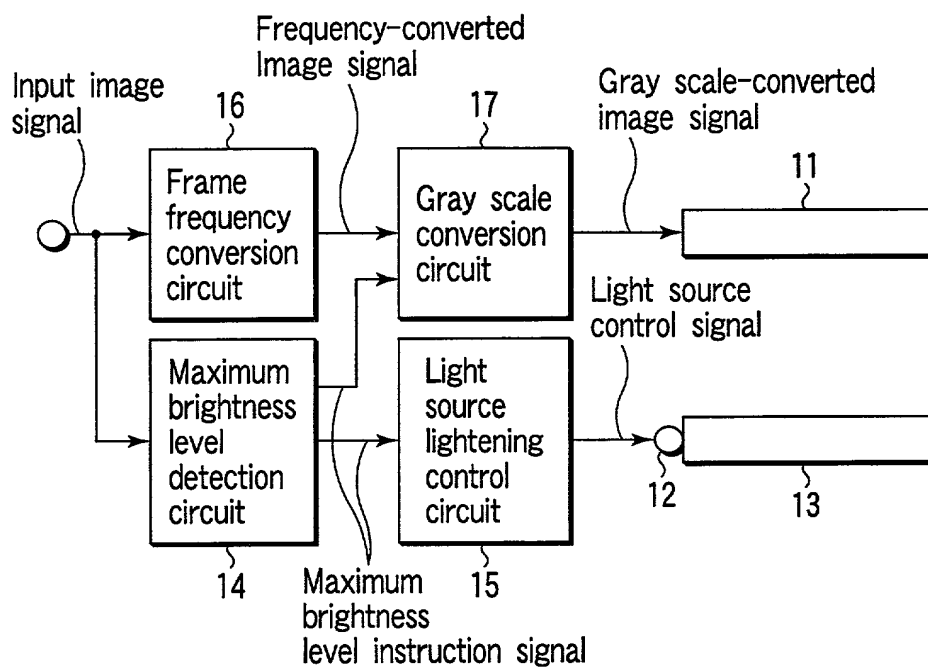 Frequency-converted
Image signal
Input image
signal
Gray scale-converted
image signal
16
17
11
Frame
frequency
conversion
circuit
Gray scale
conversion
circuit
Light source
control signal
Maximum
brightness
level
detection
circuit
Light
source
lightening
control
circuit
12
13
14
15
Maximum
brightness
level instruction signal